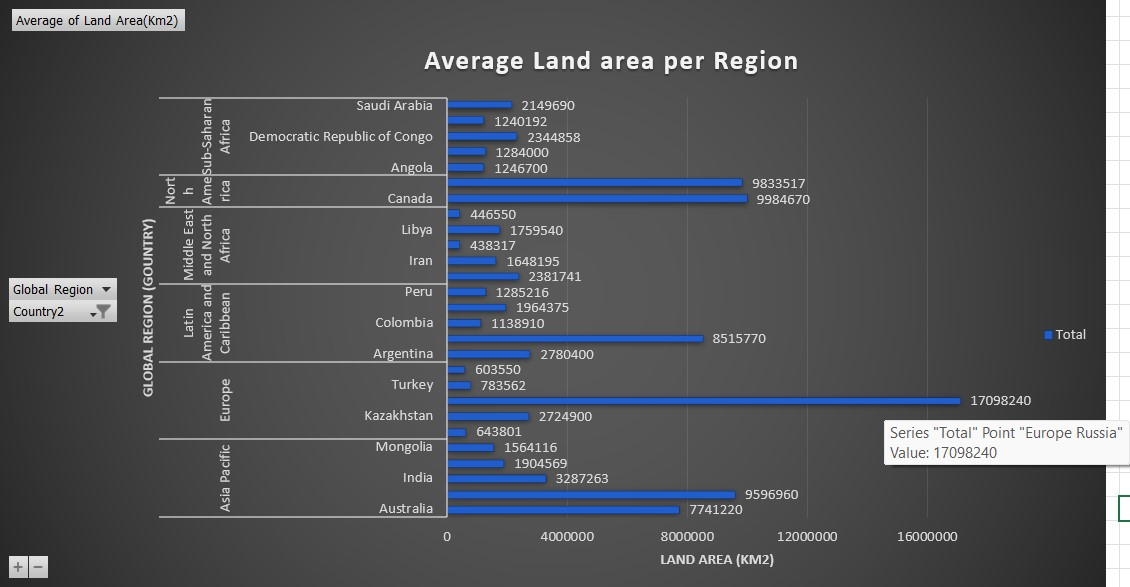 Average of Land Area(Km2)
Average Land area per Region
GLOBAL REGION (GOUNTRY)
Sub-Saharan
Africa
Saudi Arabia 2149690
1240192
Democratic Republic of Congo 2344858
1284000
Angola 1246700
Nort
h
Ame
rica
9833517
Canada 9984670
Middle East
and North
Africa
446550
Libya 1759540
438317
Iran 1648195
2381741
Latin
America and
Caribbean
Peru 1285216
1964375
Colombia 1138910
8515770
Argentina 2780400
Europe
603550
Turkey 783562
17098240
Kazakhstan 2724900
643801
Asia Pacific
Mongolia 1564116
1904569
India 3287263
9596960
Australia 7741220
0 4000000 8000000 12000000 16000000
LAND AREA (KM2)
Global Region
Country2
Total
Series "Total" Point "Europe Russia"
Value: 17098240